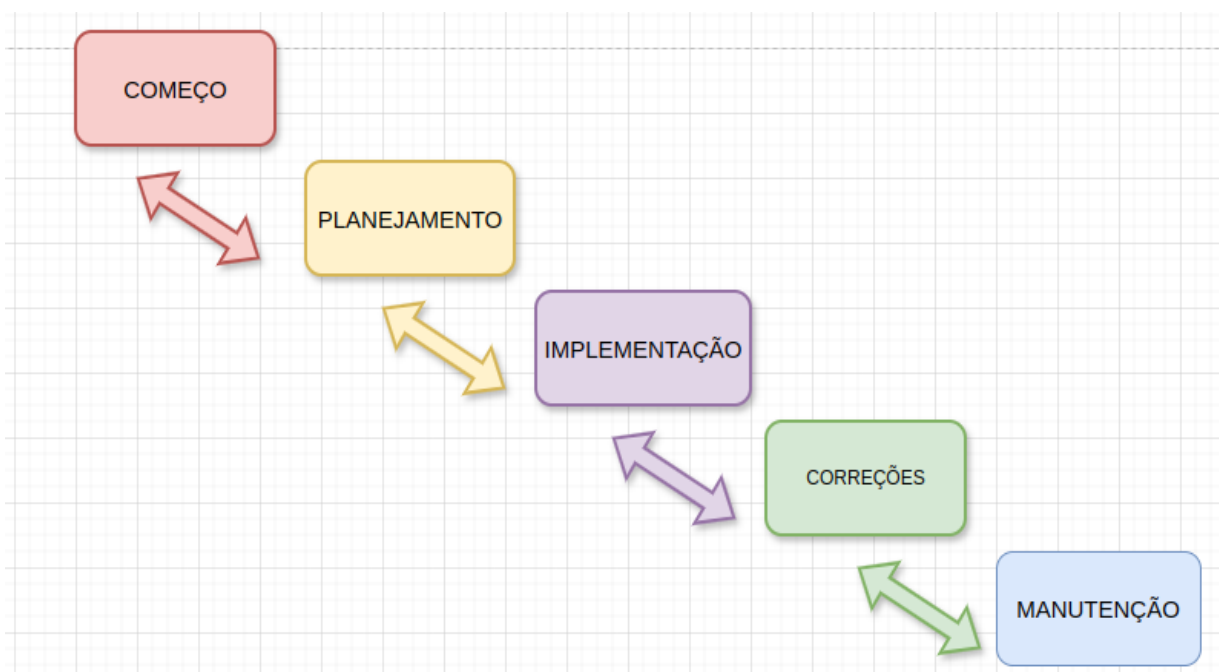 COMEÇO
PLANEJAMENTO
IMPLEMENTAÇÃO
CORREÇÕES
MANUTENÇÃO